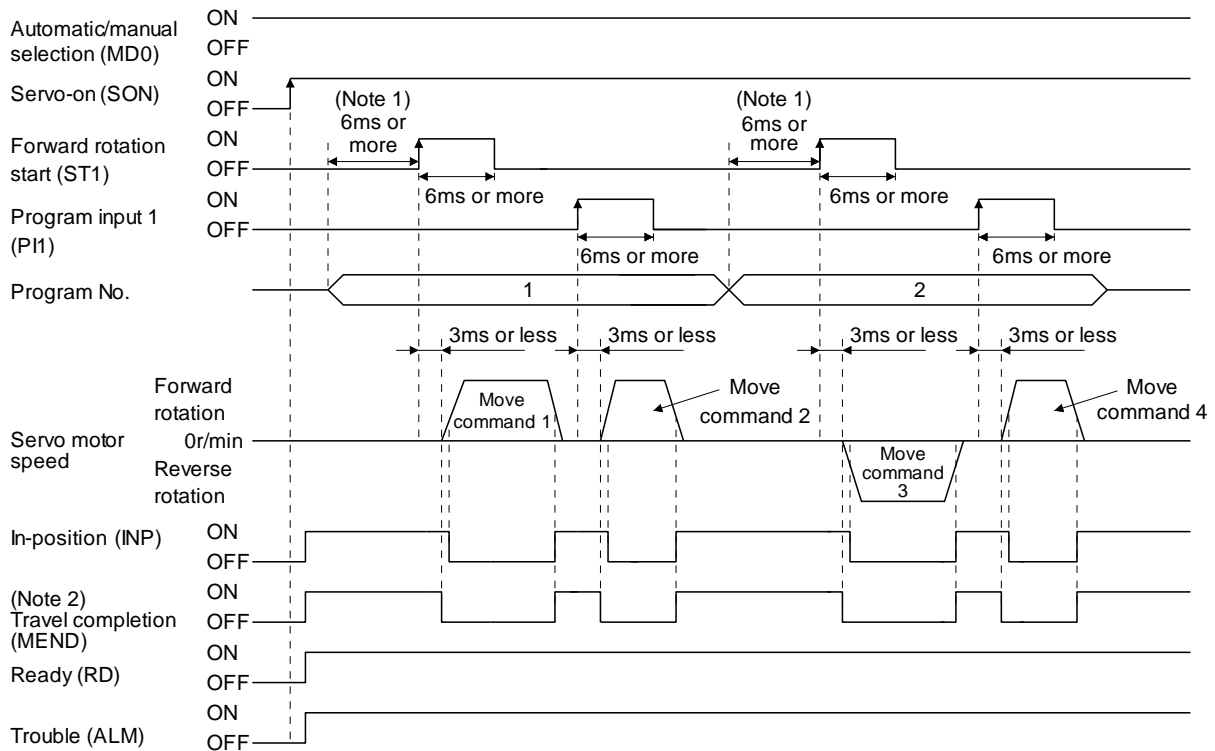 Automatic/manual
selection (MD0)
ON
OFF
Servo-on (SON)
ON
OFF
(Note 1)
6ms or
more
(Note 1)
6ms or
more
Forward rotation
start (ST1)
ON
OFF
6ms or more
6ms or more
Program input 1
(PI1)
ON
OFF
6ms or more
6ms or more
Program No.
1
2
3ms or less
3ms or less
3ms or less
3ms or less
Servo motor
speed
Forward
rotation
0r/min
Reverse
rotation
Move
command 1
Move
command 2
Move
command
3
Move
command 4
In-position (INP)
ON
OFF
(Note 2)
Travel completion
(MEND)
ON
OFF
Ready (RD)
ON
OFF
Trouble (ALM)
ON
OFF